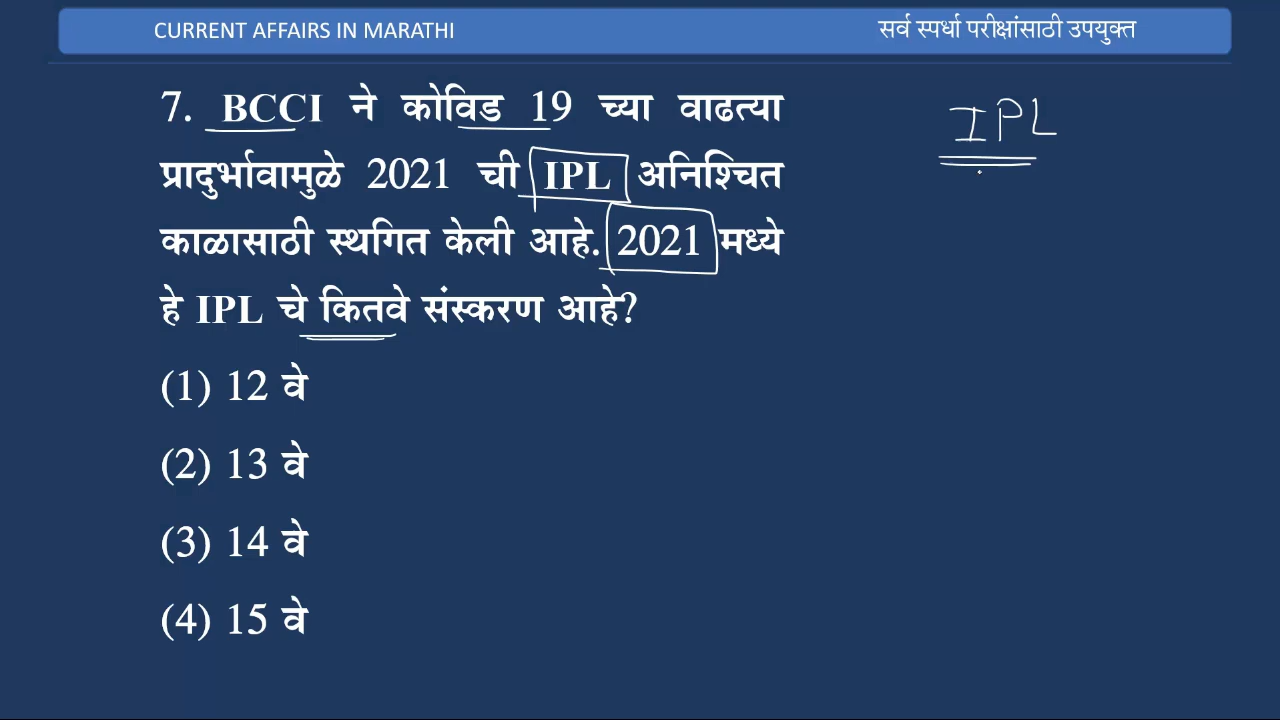 CURRENT AFFAIRS IN MARATHI
सर्व स्पर्धा परीक्षांसाठी उपयुक्त
7. BCCI ने कोविड 19 च्या वाढत्या
प्रादुर्भावामुळे 2021 ची IPL अनिश्चित
काळासाठी स्थगित केली आहे. 2021 मध्ये
हे IPL चे कितवे संस्करण आहे?
(1) 12 वे
(2) 13 वे
(3) 14 वे
(4) 15 वे
IPL